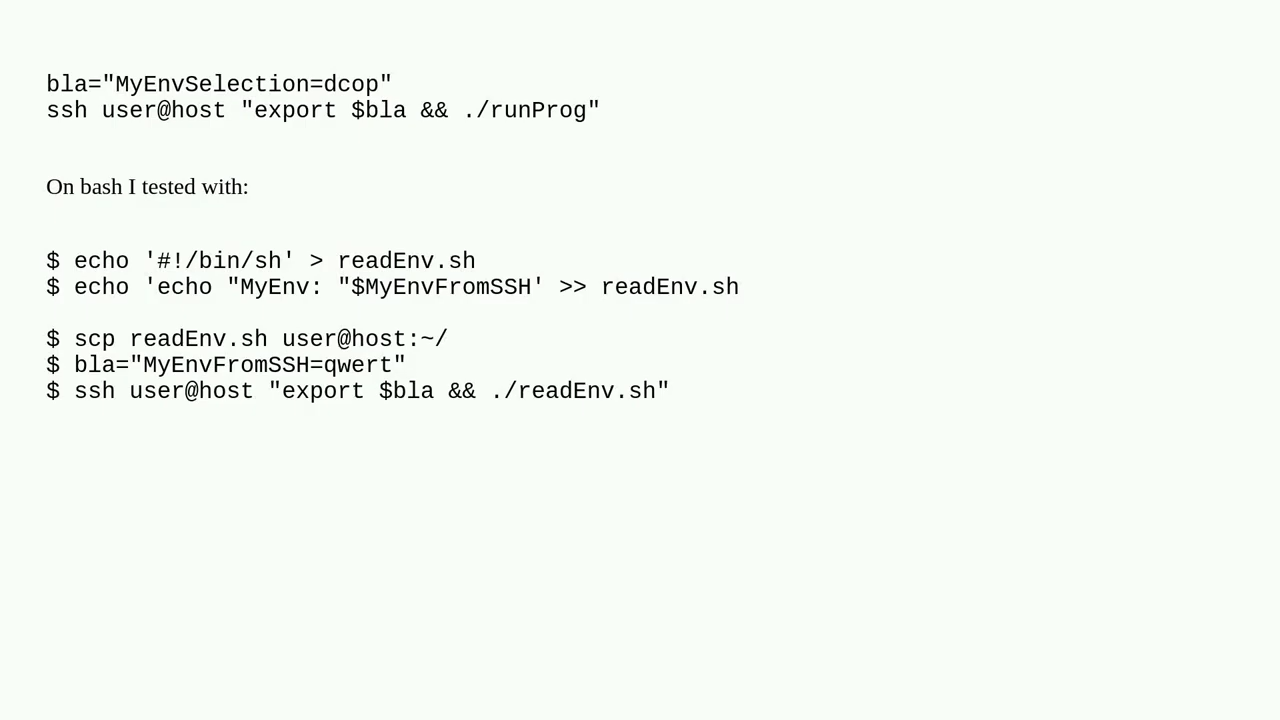 bla="MyEnvSelection=dcop"
ssh user@host "export $bla && ./runProg"
On bash I tested with:
$ echo '#!/bin/sh' > readEnv.sh
$ echo 'echo "MyEnv: "$MyEnvFromSSH' >> readEnv.sh
$ scp readEnv.sh user@host:~/
$ bla="MyEnvFromSSH=qwert"
$ ssh user@host "export $bla && ./readEnv.sh"